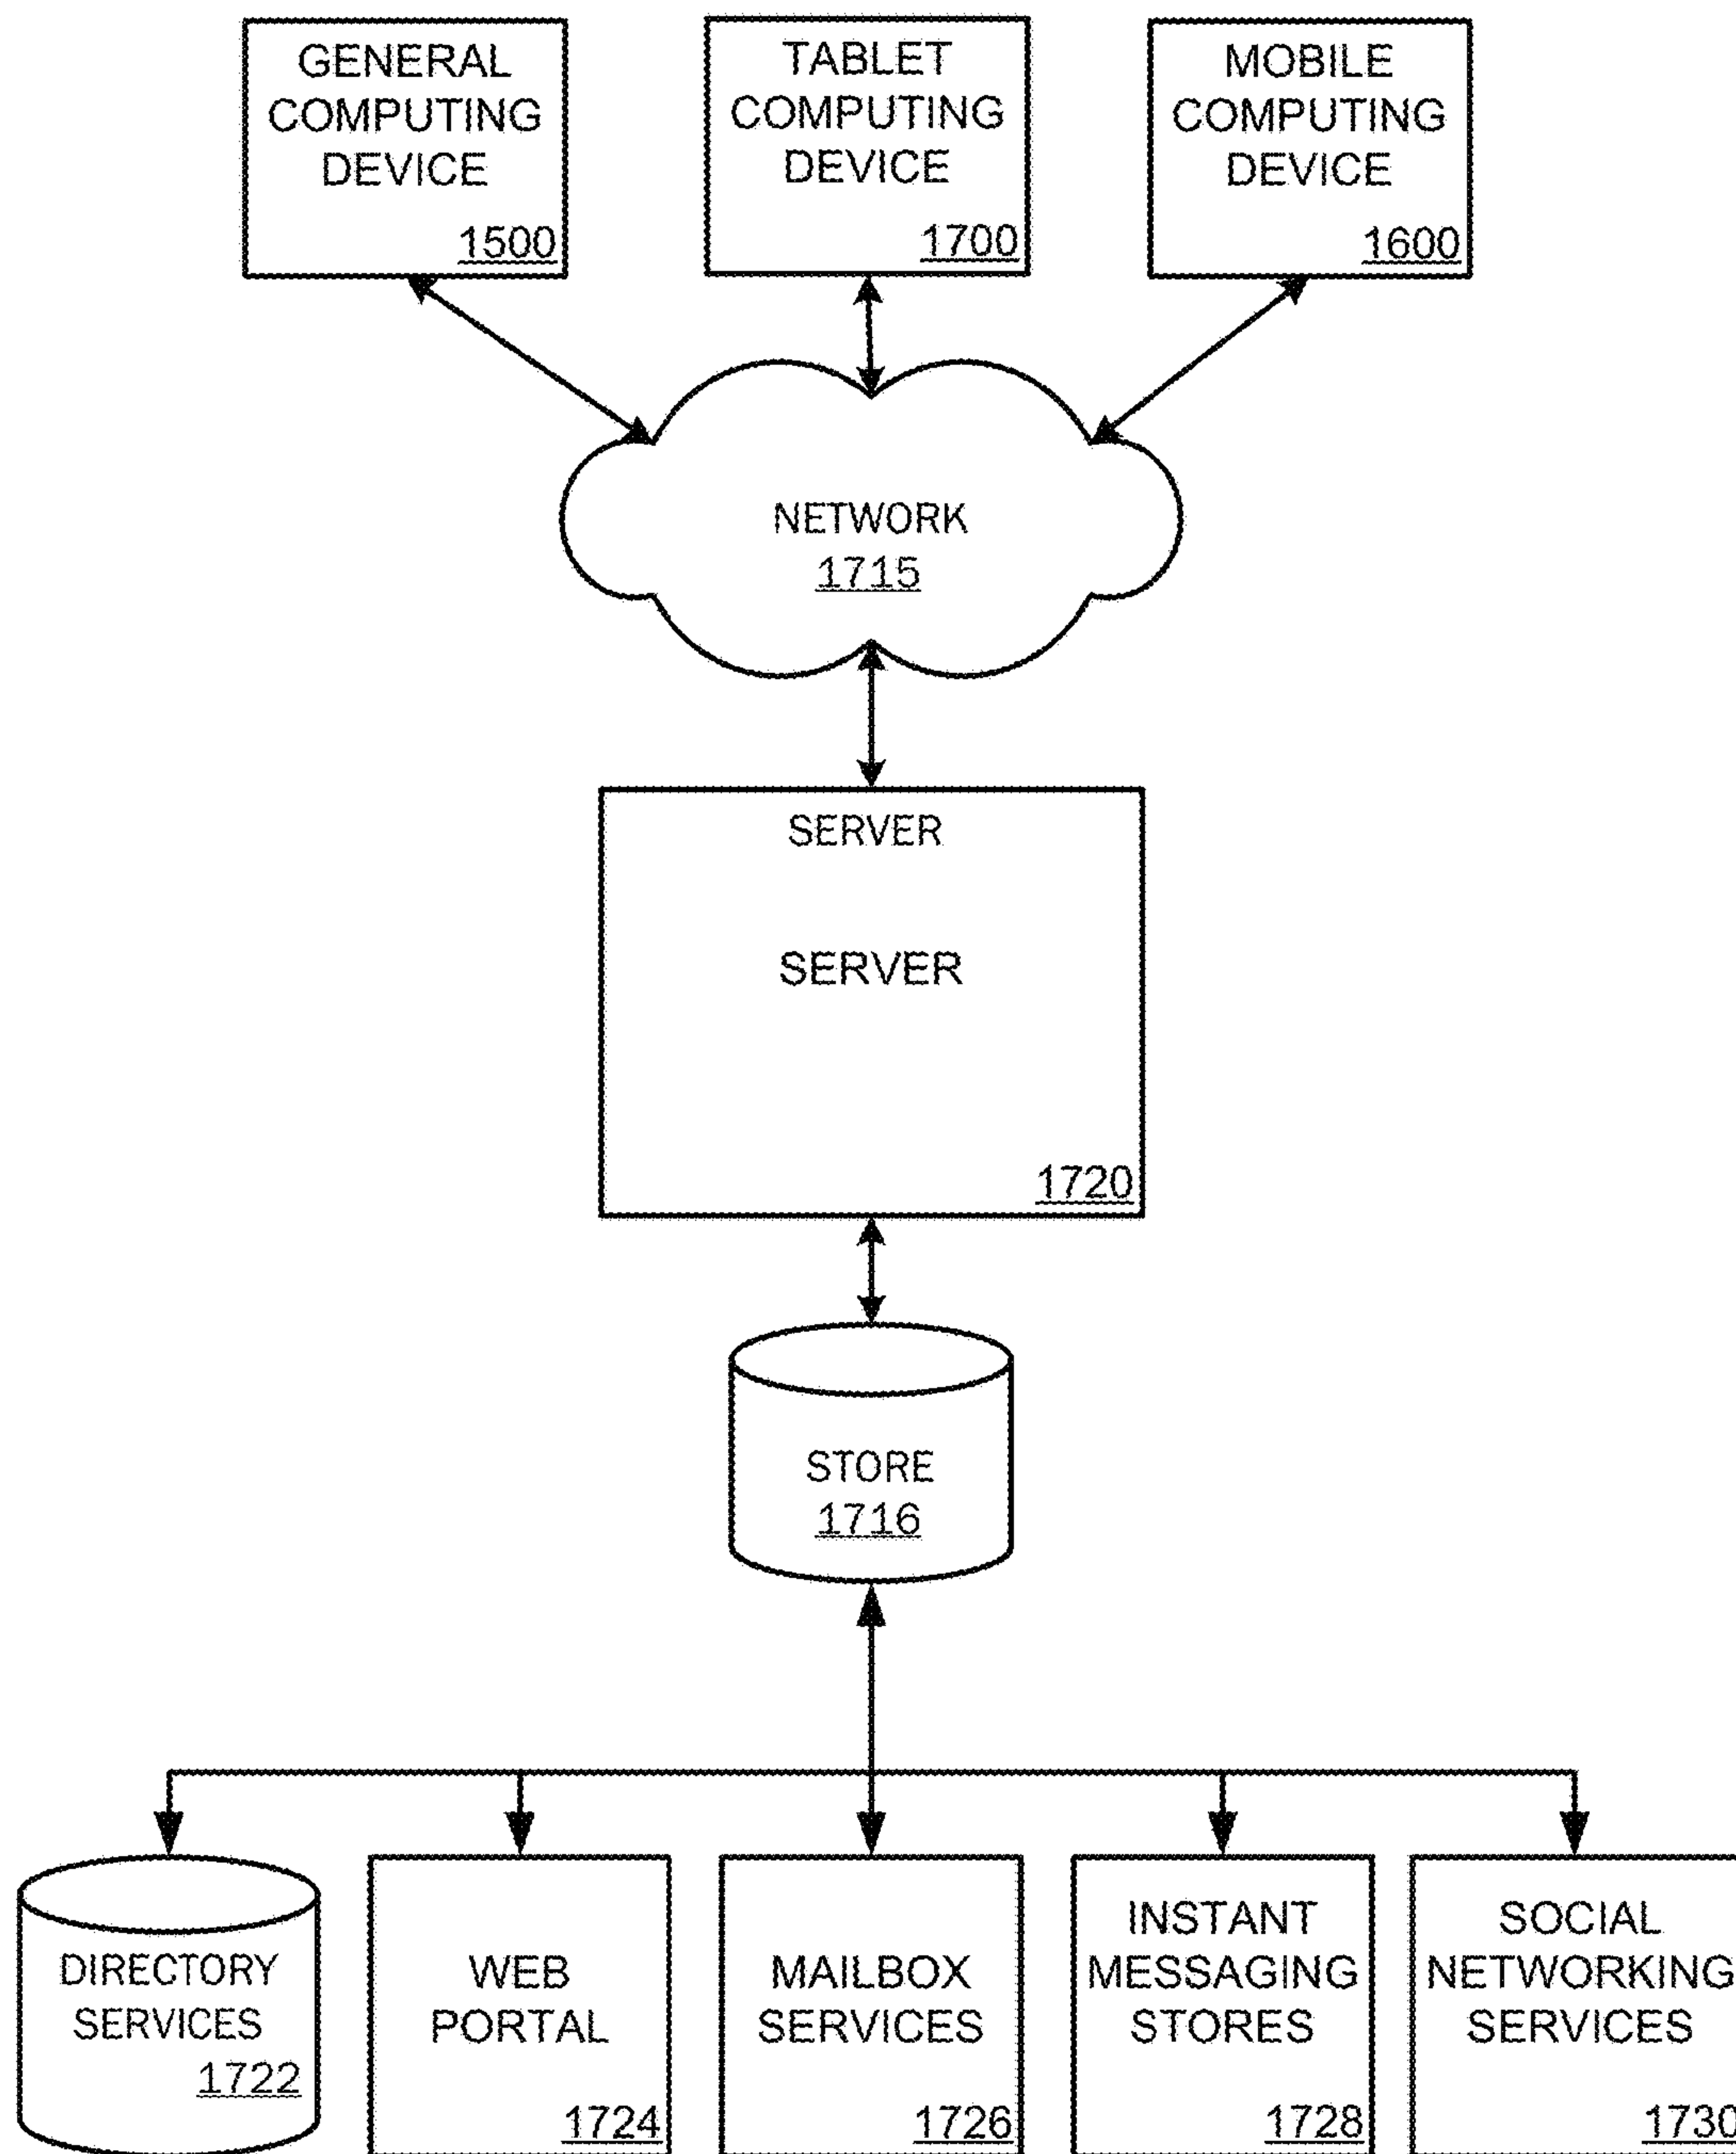 GENERAL
COMPUTING
DEVICE
1500
TABLET
COMPUTING
DEVICE
1700
MOBILE
COMPUTING
DEVICE
1600
NETWORK
1715
SERVER
SERVER
1720
STORE
1716
DIRECTORY
SERVICES
1722
WEB
PORTAL
1724
MAILBOX
SERVICES
1726
INSTANT
MESSAGING
STORES
1728
SOCIAL
NETWORKING
SERVICES
1730